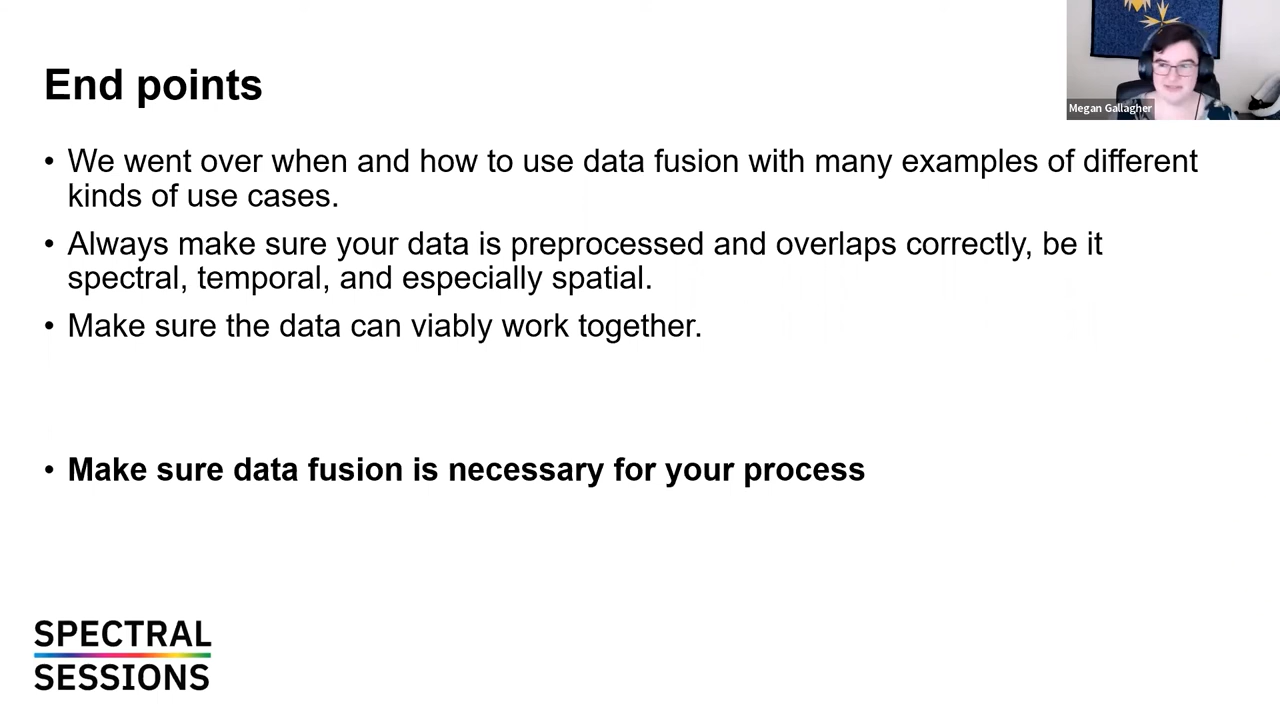 End points
Megan Gallagher
• We went over when and how to use data fusion with many examples of different
kinds of use cases.
• Always make sure your data is preprocessed and overlaps correctly, be it
spectral, temporal, and especially spatial.
• Make sure the data can viably work together.
• Make sure data fusion is necessary for your process
SPECTRAL
SESSIONS